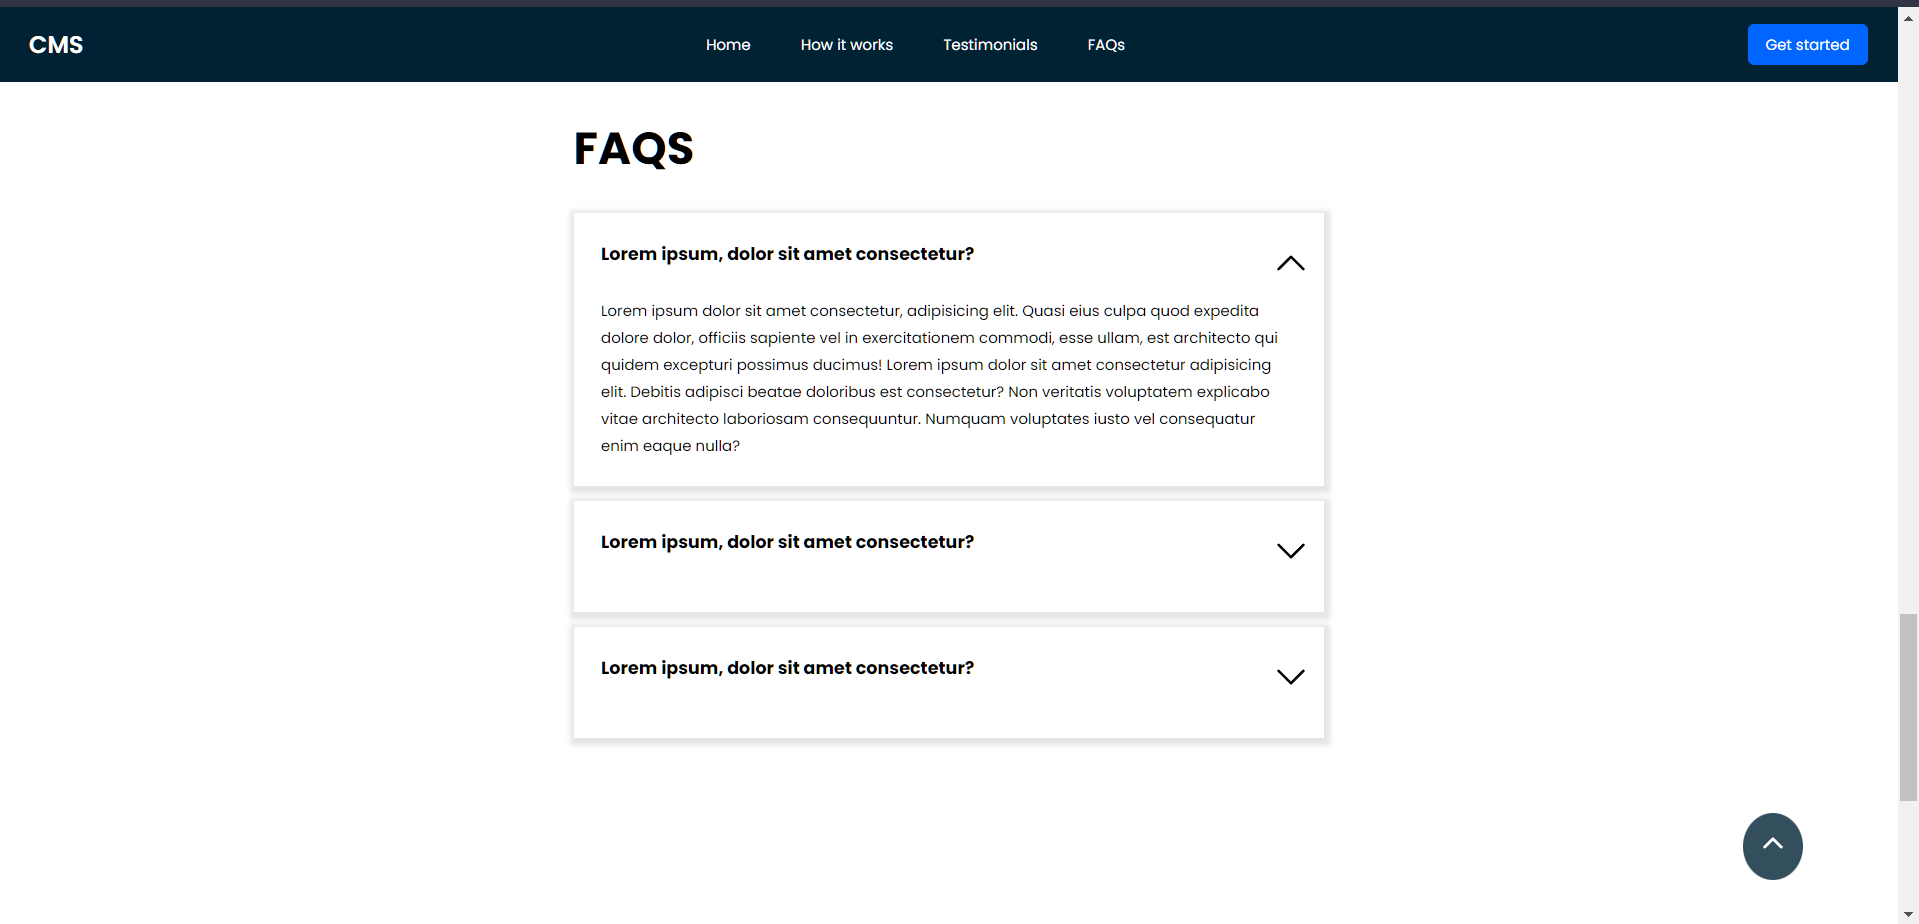 CMS
Home How it works Testimonials FAQs
Get started
FAQS
Lorem ipsum, dolor sit amet consectetur?
Lorem ipsum dolor sit amet consectetur, adipisicing elit. Quasi eius culpa quod expedita
dolore dolor, officiis sapiente vel in exercitationem commodi, esse ullam, est architecto qui
quidem excepturi possimus ducimus! Lorem ipsum dolor sit amet consectetur adipisicing
elit. Debitis adipisci beatae doloribus est consectetur? Non veritatis voluptatem explicabo
vitae architecto laboriosam consequuntur. Numquam voluptates iusto vel consequatur
enim eaque nulla?
Lorem ipsum, dolor sit amet consectetur?
Lorem ipsum, dolor sit amet consectetur?